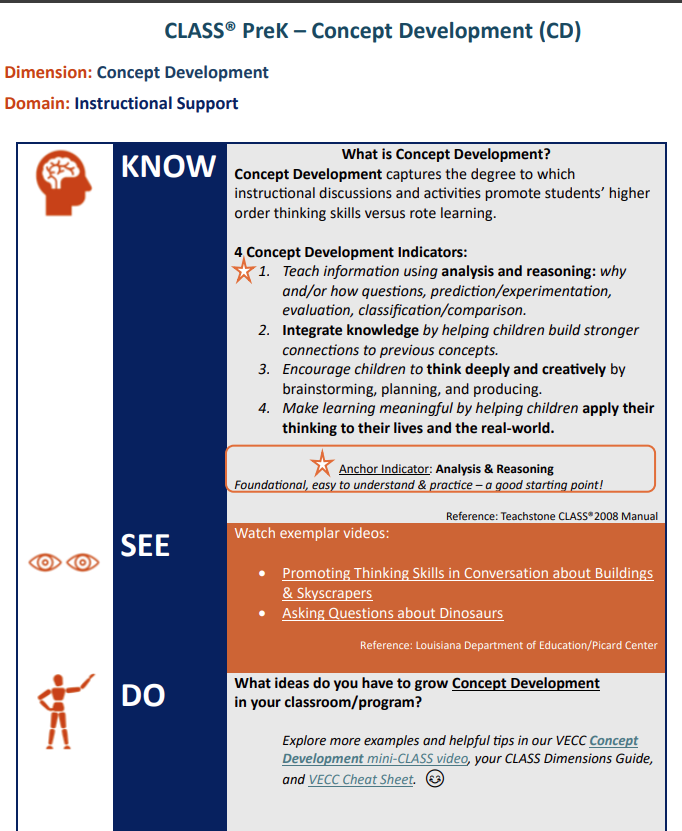 CLASS® PreK – Concept Development (CD)
Dimension: Concept Development
Domain: Instructional Support
KNOW
What is Concept Development?
Concept Development captures the degree to which
instructional discussions and activities promote students’ higher
order thinking skills versus rote learning.
4 Concept Development Indicators:
1. Teach information using analysis and reasoning: why
and/or how questions, prediction/experimentation,
evaluation, classification/comparison.
2. Integrate knowledge by helping children build stronger
connections to previous concepts.
3. Encourage children to think deeply and creatively by
brainstorming, planning, and producing.
4. Make learning meaningful by helping children apply their
thinking to their lives and the real-world.
Anchor Indicator: Analysis & Reasoning
Foundational, easy to understand & practice – a good starting point!
Reference: Teachstone CLASS®2008 Manual
SEE
Watch exemplar videos:
• Promoting Thinking Skills in Conversation about Buildings
& Skyscrapers
• Asking Questions about Dinosaurs
Reference: Louisiana Department of Education/Picard Center
DO
What ideas do you have to grow Concept Development
in your classroom/program?
Explore more examples and helpful tips in our VECC Concept
Development mini-CLASS video, your CLASS Dimensions Guide,
and VECC Cheat Sheet.